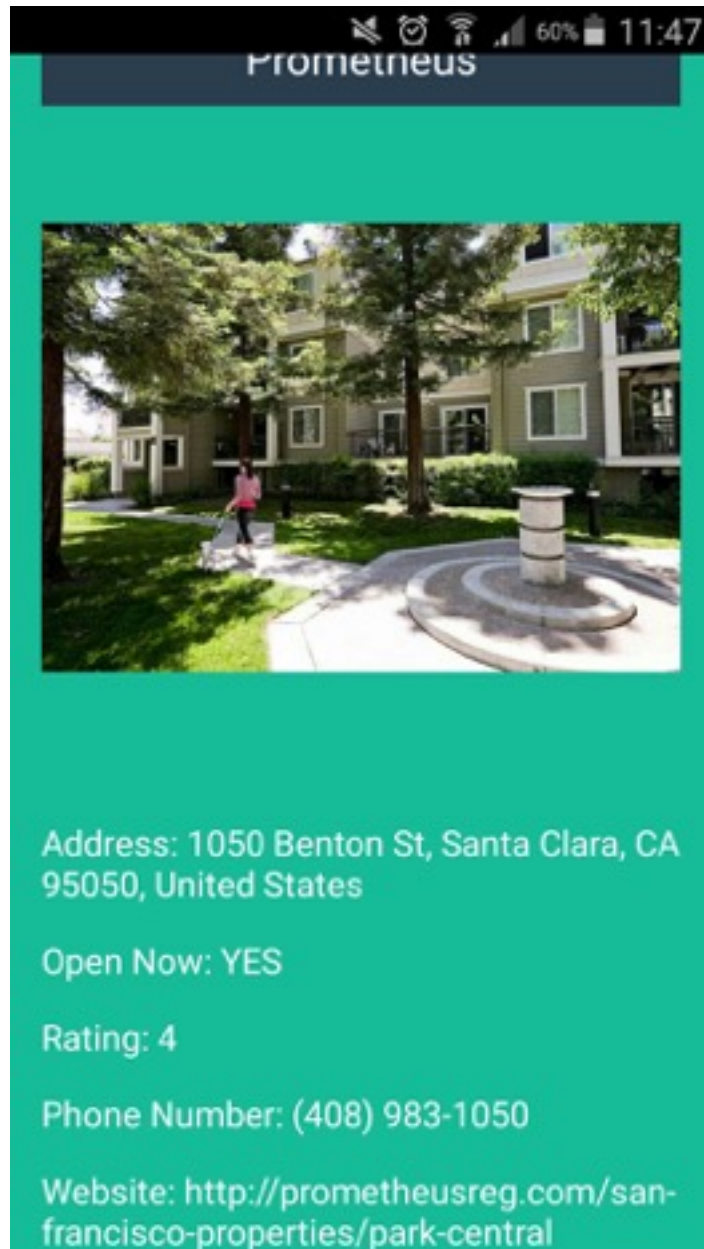 60% 11:47
Prometheus
Address: 1050 Benton St, Santa Clara, CA
95050, United States
Open Now: YES
Rating: 4
Phone Number: (408) 983-1050
Website: http://prometheusreg.com/san-
francisco-properties/park-central